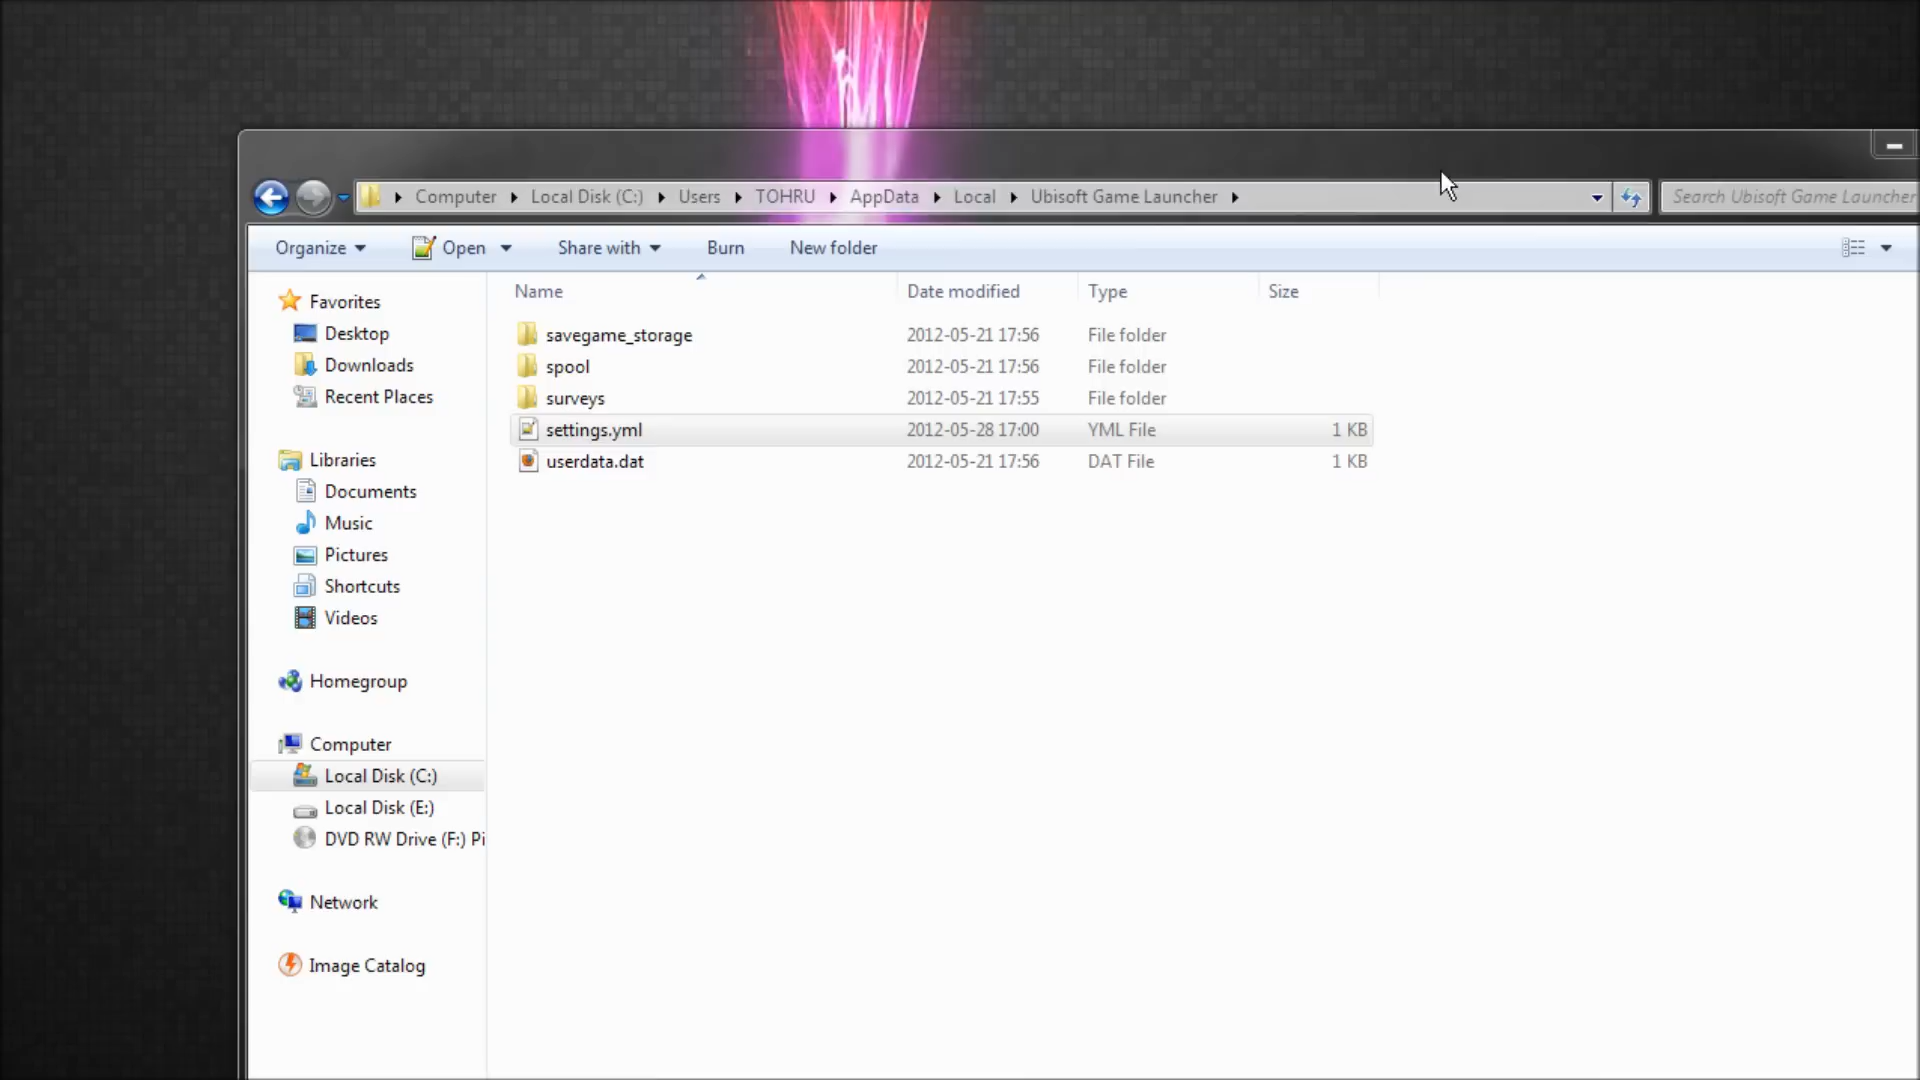 Computer Local Disk (C:) Users TOHRU AppData Local Ubisoft Game Launcher Search Ubisoft Game Launcher
Organize Open Share with Burn New folder
Name Date modified Type Size
Favorites
Desktop
Downloads
Recent Places
Libraries
Documents
Music
Pictures
Shortcuts
Videos
Homegroup
Computer
Local Disk (C:)
Local Disk (E:)
DVD RW Drive (F:) Pi
Network
Image Catalog
savegame_storage 2012-05-21 17:56 File folder
spool 2012-05-21 17:56 File folder
surveys 2012-05-21 17:55 File folder
settings.yml 2012-05-28 17:00 YML File 1 KB
userdata.dat 2012-05-21 17:56 DAT File 1 KB